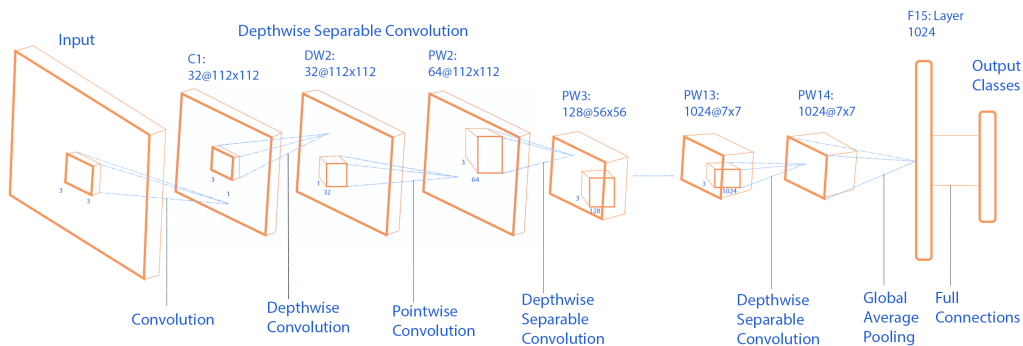 Input
Depthwise Separable Convolution
C1:
32@112x112
DW2:
32@112x112
PW2:
64@112x112
PW3:
128@56x56
PW13:
1024@7x7
PW14:
1024@7x7
F15: Layer
1024
Output
Classes
3
3
3
1
1
32
3
64
3
128
3
1024
Convolution
Depthwise
Convolution
Pointwise
Convolution
Depthwise
Separable
Convolution
Depthwise
Separable
Convolution
Global
Average
Pooling
Full
Connections